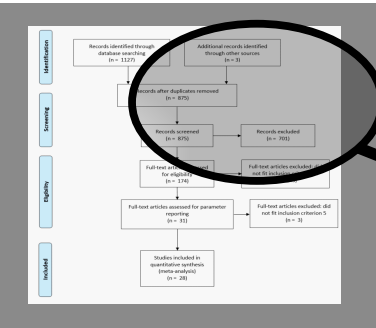 Identification
Records identified through
database searching
(n = 1127)
Additional records identified
through other sources
(n = 3)
Records after duplicates removed
(n = 875)
Screening
Records screened
(n = 875)
Records excluded
(n = 701)
Eligibility
Full-text articles
for eligibility
(n = 174)
Full-text articles excluded:
not fit inclusion
Full-text articles assessed for parameter
reporting
(n = 31)
Full-text articles excluded: did
not fit inclusion criterion 5
(n = 3)
Included
Studies included in
quantitative synthesis
(meta-analysis)
(n = 28)